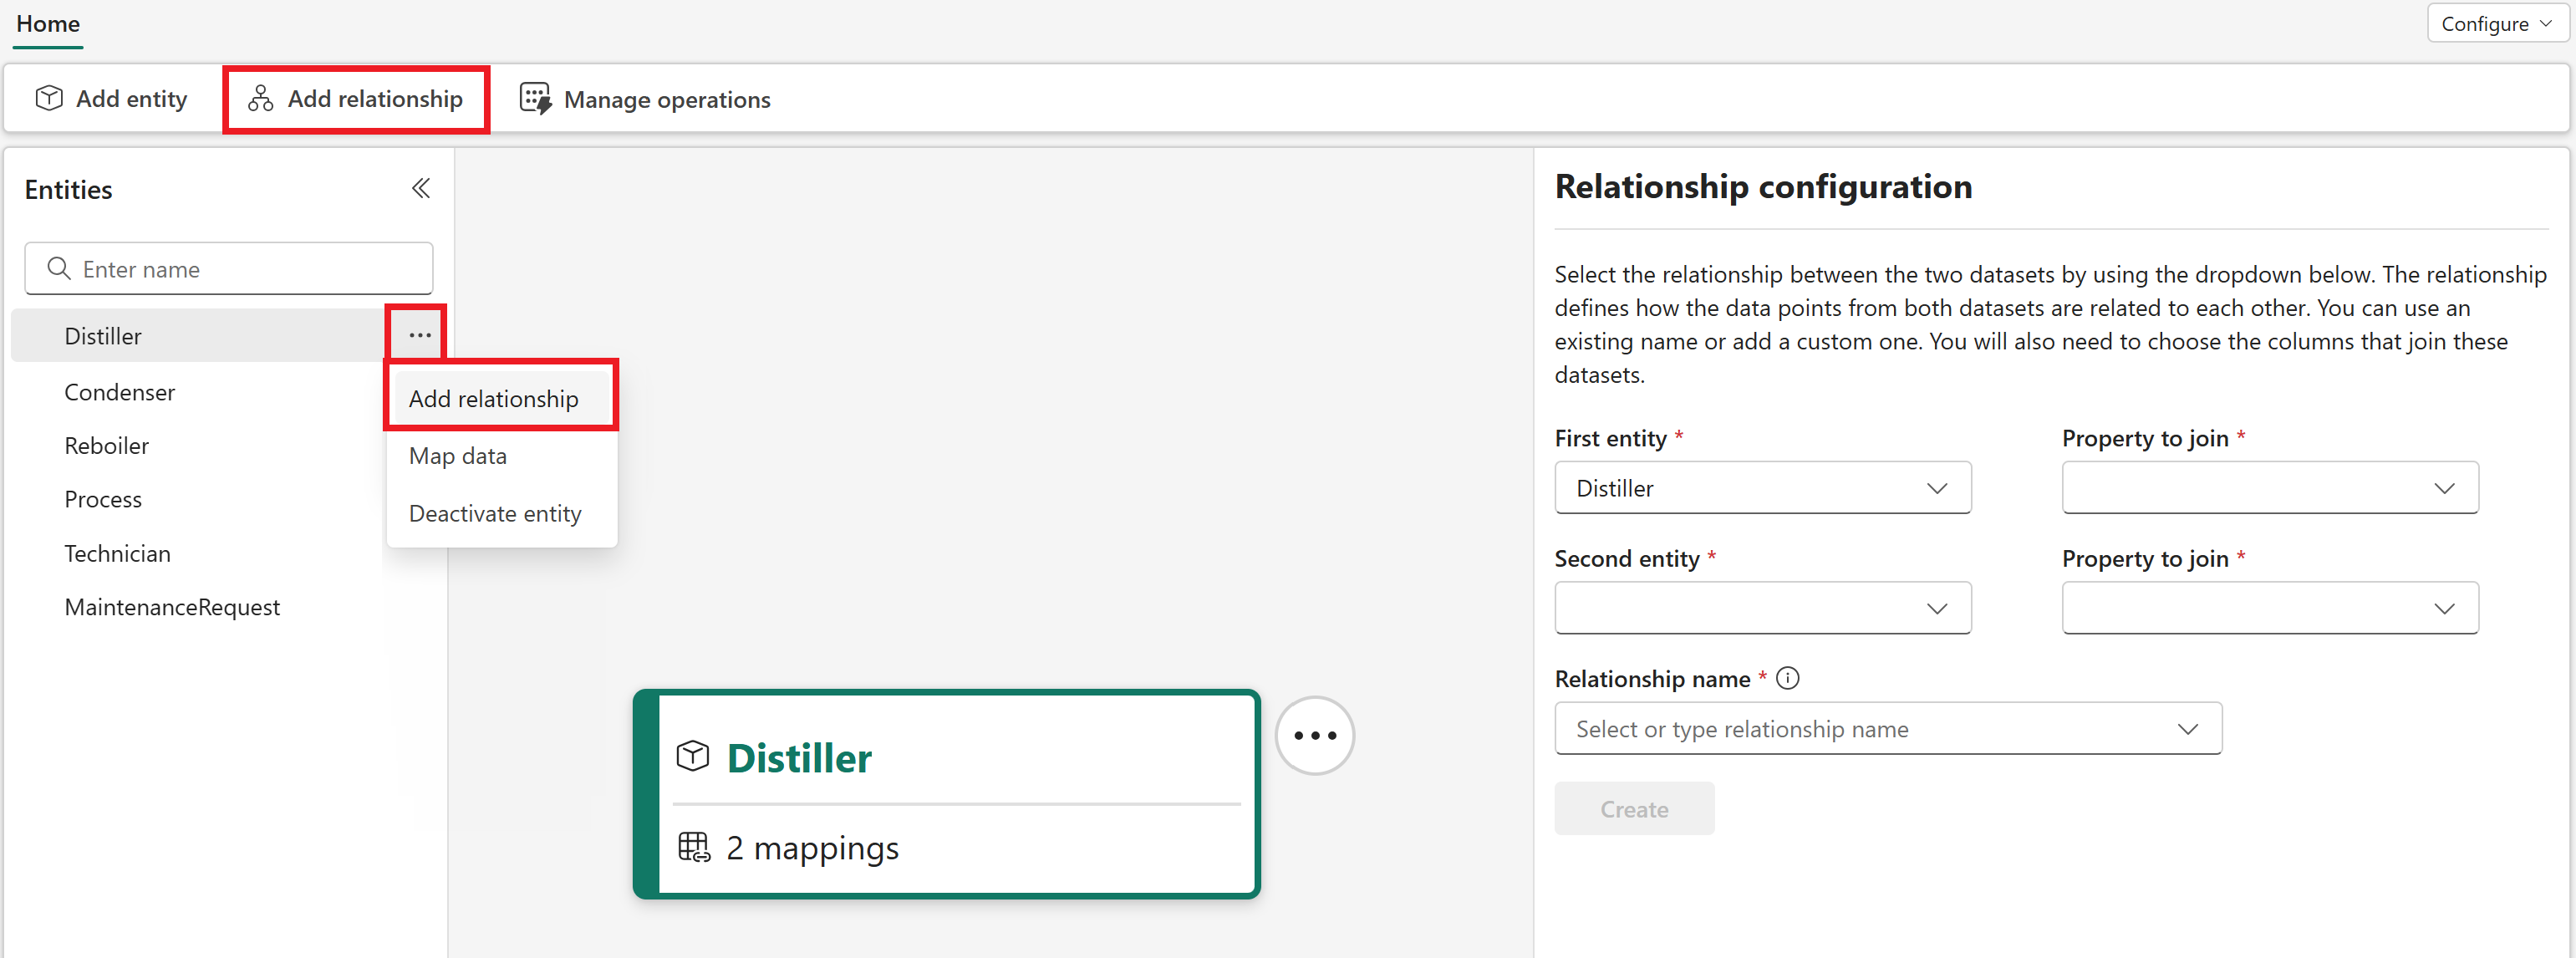 Home
Configure
Add entity
Add relationship
Manage operations
Entities
Enter name
Distiller
Condenser
Reboiler
Process
Technician
MaintenanceRequest
Add relationship
Map data
Deactivate entity
Distiller
2 mappings
Relationship configuration
Select the relationship between the two datasets by using the dropdown below. The relationship
defines how the data points from both datasets are related to each other. You can use an
existing name or add a custom one. You will also need to choose the columns that join these
datasets.
First entity *
Property to join *
Distiller
Second entity *
Property to join *
Relationship name *
Select or type relationship name
Create